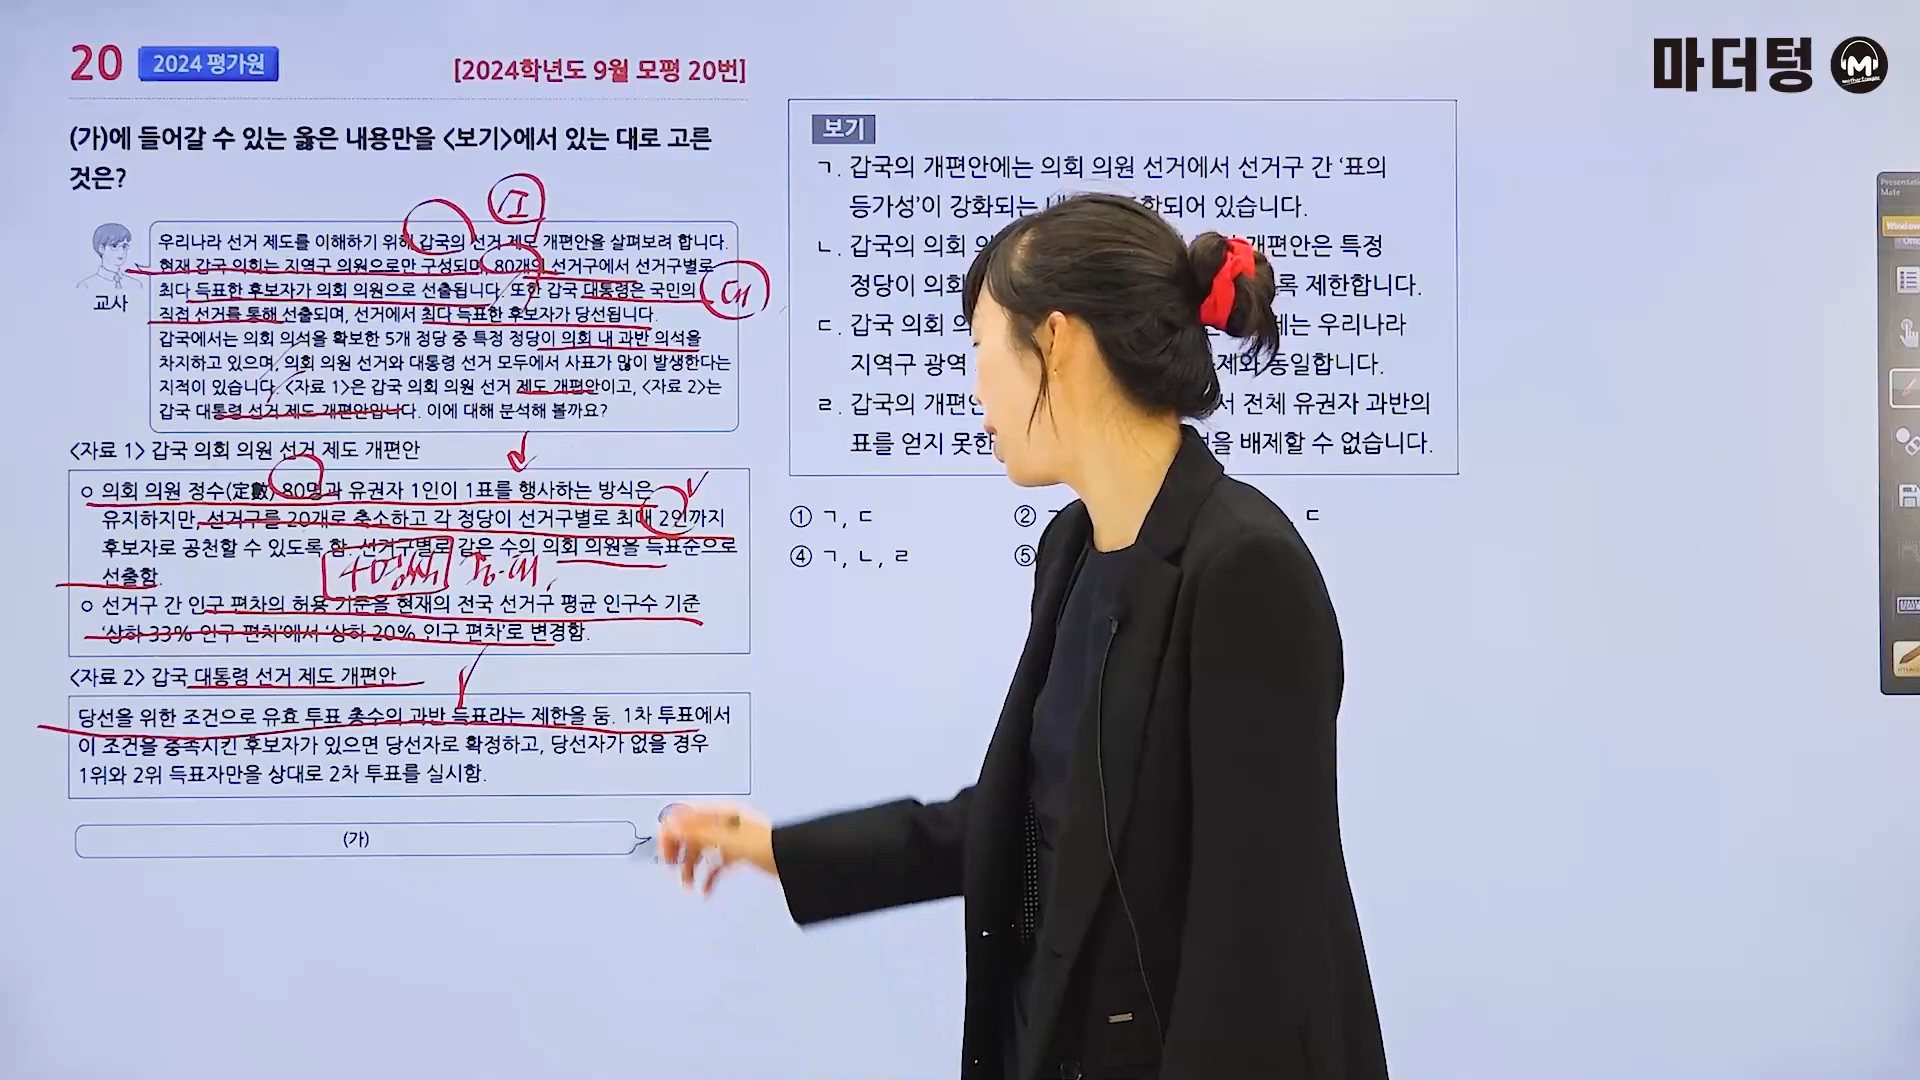 마더텅
20 2024 평가원 [2024학년도 9월 모평 20번]
(가)에 들어갈 수 있는 옳은 내용만을 <보기>에서 있는 대로 고른
것은?
우리나라 선거 제도를 이해하기 위해 갑국의 선거 제도 개편안을 살펴보려 합니다.
현재 갑국 의회는 지역구 의원으로만 구성되며, 80개의 선거구에서 선거구별로
최다 득표한 후보자가 의회 의원으로 선출됩니다. 또한 갑국 대통령은 국민의
직접 선거를 통해 선출되며, 선거에서 최다 득표한 후보자가 당선됩니다.
갑국에서는 의회 의석을 확보한 5개 정당 중 특정 정당이 의회 내 과반 의석을
차지하고 있으며, 의회 의원 선거와 대통령 선거 모두에서 사표가 많이 발생한다는
지적이 있습니다. <자료 1>은 갑국 의회 의원 선거 제도 개편안이고, <자료 2>는
갑국 대통령 선거 제도 개편안입니다. 이에 대해 분석해 볼까요?
교사
대
<자료 1> 갑국 의회 의원 선거 제도 개편안
○ 의회 의원 정수(定數) 80명과 유권자 1인이 1표를 행사하는 방식은
유지하지만, 선거구를 20개로 축소하고 각 정당이 선거구별로 최대 2인까지
후보자로 공천할 수 있도록 함. 선거구별로 같은 수의 의회 의원을 득표순으로
선출함.
4명씩 중·대
○ 선거구 간 인구 편차의 허용 기준을 현재의 전국 선거구 평균 인구수 기준
'상하 33% 인구 편차'에서 '상하 20% 인구 편차'로 변경함.
<자료 2> 갑국 대통령 선거 제도 개편안
당선을 위한 조건으로 유효 투표 총수의 과반 득표라는 제한을 둠. 1차 투표에서
이 조건을 충족시킨 후보자가 있으면 당선자로 확정하고, 당선자가 없을 경우
1위와 2위 득표자만을 상대로 2차 투표를 실시함.
(가)
보기
ㄱ. 갑국의 개편안에는 의회 의원 선거에서 선거구 간 '표의
등가성'이 강화되는 되어 있습니다.
ㄴ. 갑국의 의회 개편안은 특정
정당이 의회 록 제한합니다.
ㄷ. 갑국 의회 의 제는 우리나라
지역구 광역 제와 동일합니다.
ㄹ. 갑국의 개편안 서 전체 유권자 과반의
표를 얻지 못한 을 배제할 수 없습니다.
① ㄱ, ㄷ ② ㄱ , ㄷ
④ ㄱ, ㄴ, ㄹ ⑤